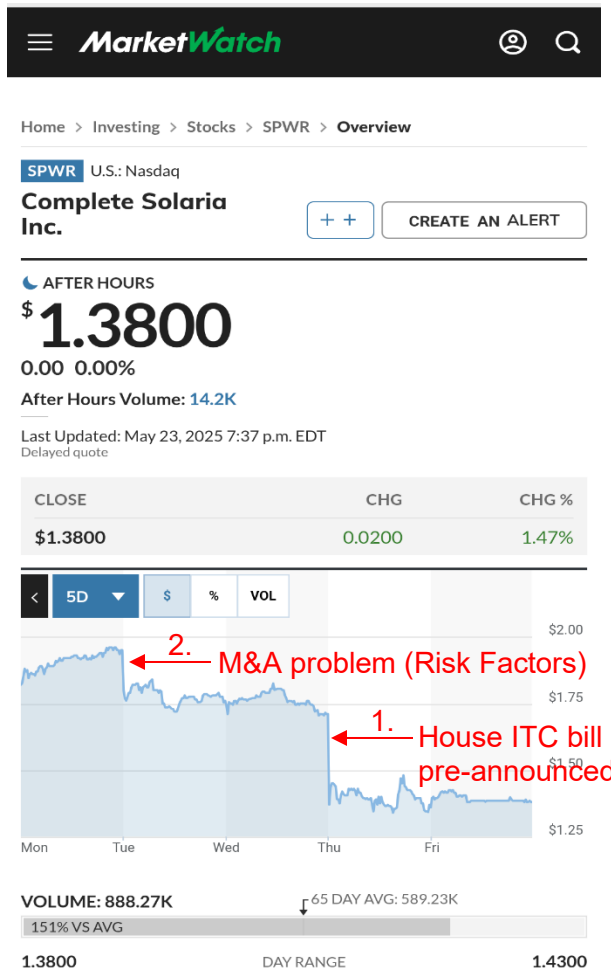 MarketWatch
Home > Investing > Stocks > SPWR > Overview
SPWR U.S.: Nasdaq
Complete Solaria
Inc.
+ +
CREATE AN ALERT
AFTER HOURS
$1.3800
0.00 0.00%
After Hours Volume: 14.2K
Last Updated: May 23, 2025 7:37 p.m. EDT
Delayed quote
CLOSE CHG CHG %
$1.3800 0.0200 1.47%
< 5D $ % VOL
$2.00
2.
M&A problem (Risk Factors)
$1.75
1.
House ITC bill
$1.50
pre-announced
$1.25
Mon Tue Wed Thu Fri
VOLUME: 888.27K
65 DAY AVG: 589.23K
151% VS AVG
1.3800 DAY RANGE 1.4300